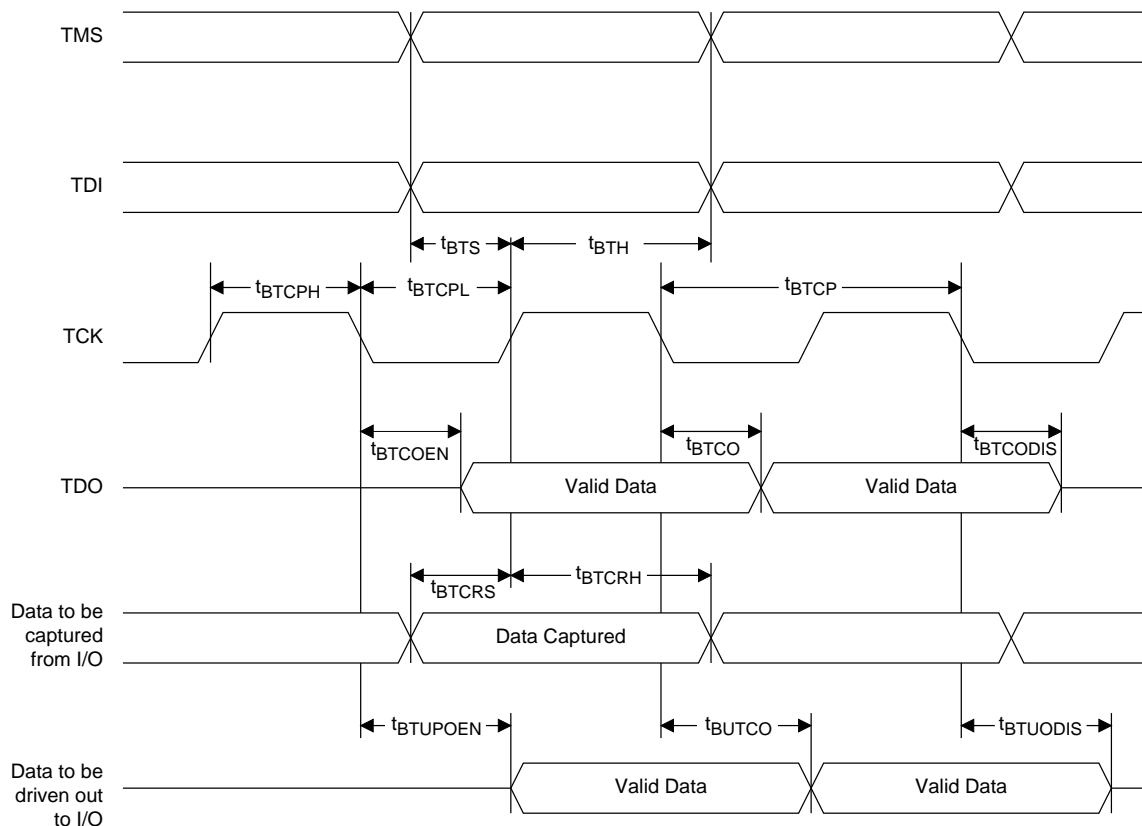 TMS
TDI
tBTS
tBTH
tBTCPH
tBTCPL
tBTCP
TCK
tBTCOEN
tBTCO
tBTCODIS
TDO
Valid Data
Valid Data
tBTCRS
tBTCRH
Data to be
captured
from I/O
Data Captured
tBTUPOEN
tBUTCO
tBTUODIS
Data to be
driven out
to I/O
Valid Data
Valid Data